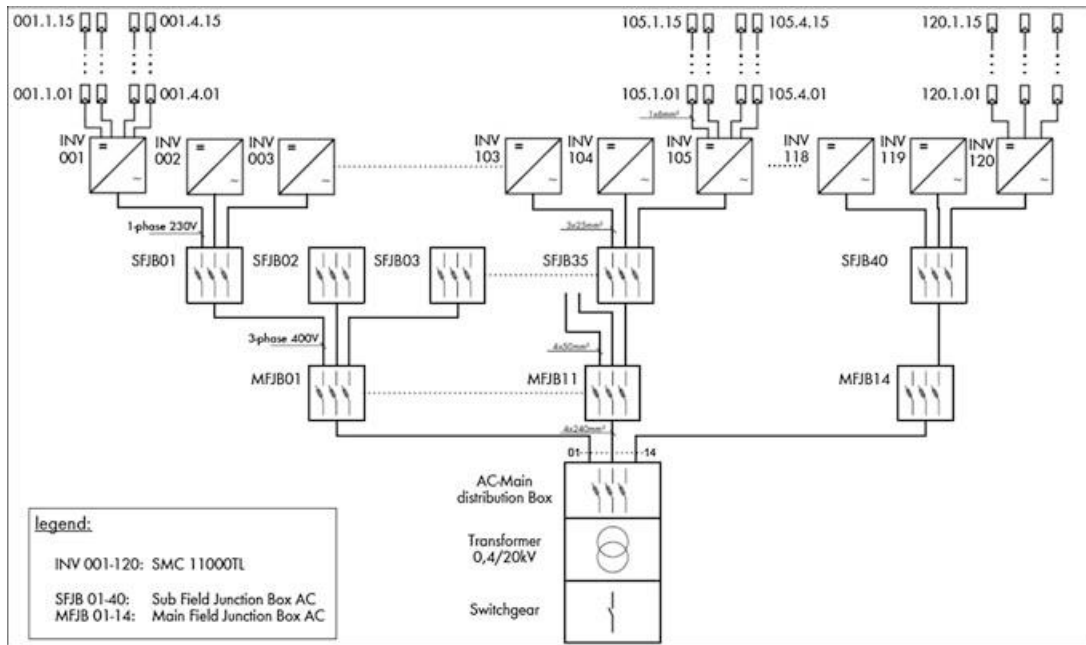 001.1.15
001.4.15
105.1.15
105.4.15
120.1.15
001.1.01
001.4.01
105.1.01
105.4.01
120.1.01
1x6mm²
INV
001
INV
002
INV
003
INV
103
INV
104
INV
105
INV
118
INV
119
INV
120
1-phase 230V
3x25mm²
SFJB01
SFJB02
SFJB03
SFJB35
SFJB40
3-phase 400V
4x50mm²
MFJB01
MFJB11
MFJB14
4x240mm²
01
14
AC-Main
distribution Box
Transformer
0,4/20kV
Switchgear
legend:
INV 001-120: SMC 11000TL
SFJB 01-40: Sub Field Junction Box AC
MFJB 01-14: Main Field Junction Box AC